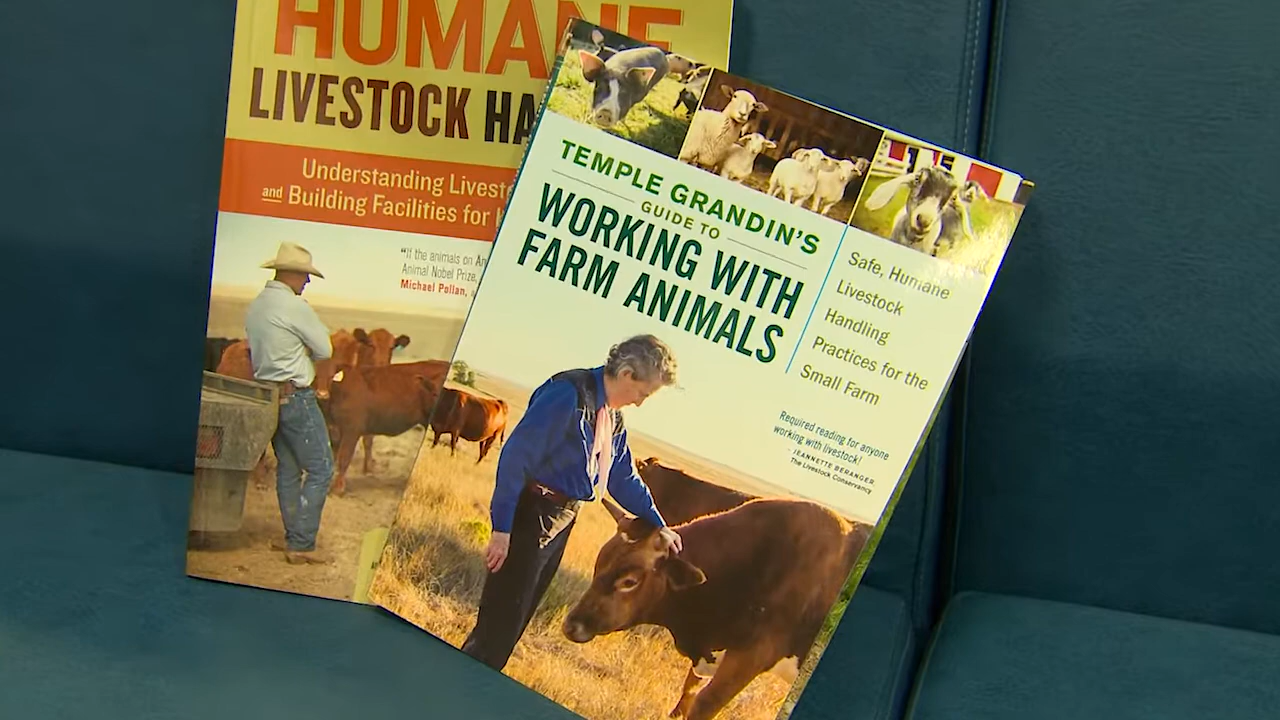 HUMANE
LIVESTOCK HA
Understanding Livest
and Building Facilities for
"If the animals on An
Animal Nobel Prize,
Michael Pollan,
TEMPLE GRANDIN'S
GUIDE TO
WORKING WITH
FARM ANIMALS
Safe, Humane
Livestock
Handling
Practices for the
Small Farm
Required reading for anyone
working with livestock!
- JEANNETTE BERANGER
The Livestock Conservancy